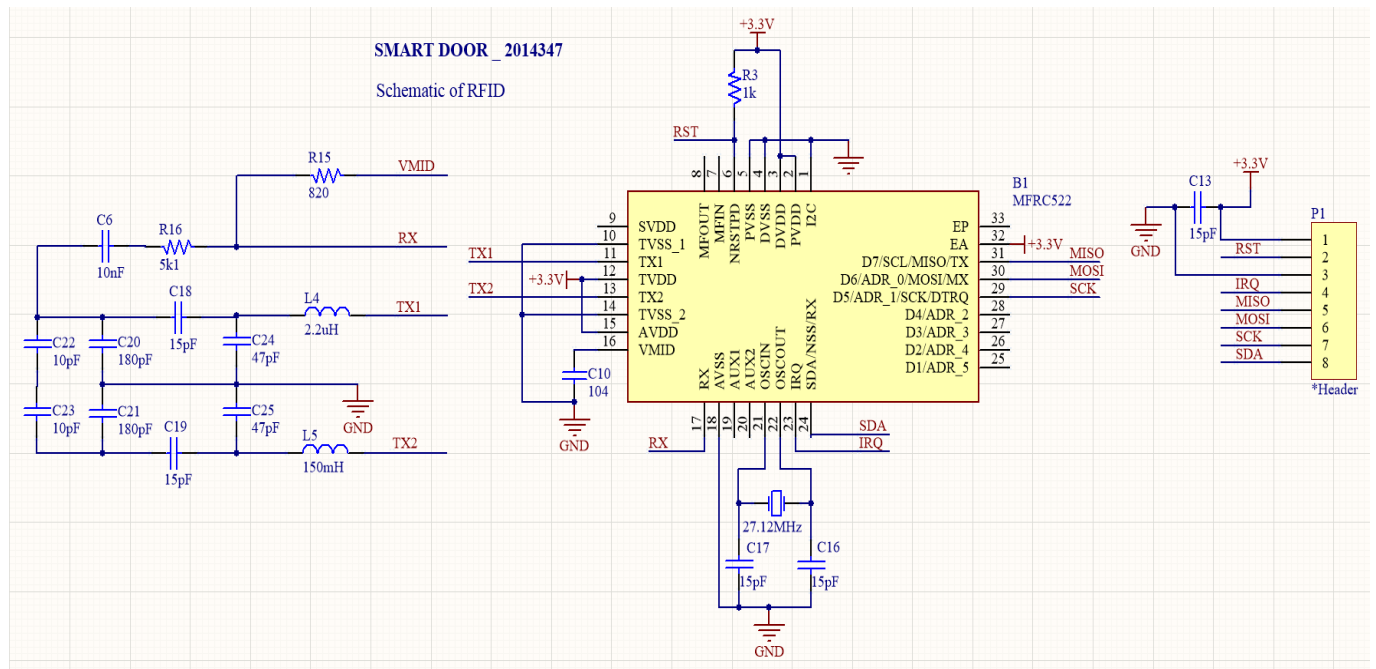 SMART DOOR _ 2014347
Schematic of RFID
+3.3V
R3
1k
RST
R15
820
VMID
C6
10nF
R16
5k1
RX
C18
15pF
L4
2.2uH
TX1
C22
10pF
C20
180pF
C24
47pF
C23
10pF
C21
180pF
C25
47pF
GND
C19
15pF
L5
150mH
TX2
8
7
6
5
4
3
2
1
MFOUT
MFIN
NRSTPD
PVSS
DVSS
DVDD
PVDD
I2C
B1
MFRC522
9
SVDD
10
TVSS_1
TX1
11
TX1
+3.3V
12
TVDD
TX2
13
TX2
14
TVSS_2
15
AVDD
16
VMID
C10
104
GND
EP
33
EA
32
+3.3V
D7/SCL/MISO/TX
31
MISO
D6/ADR_0/MOSI/MX
30
MOSI
D5/ADR_1/SCK/DTRQ
29
SCK
D4/ADR_2
28
D3/ADR_3
27
D2/ADR_4
26
D1/ADR_5
25
RX
AVSS
AUX1
AUX2
OSCIN
OSCOUT
IRQ
SDA/NSS/RX
17
18
19
20
21
22
23
24
RX
SDA
IRQ
27.12MHz
C17
15pF
C16
15pF
GND
+3.3V
C13
15pF
GND
P1
1
RST
2
3
IRQ
4
MISO
5
MOSI
6
SCK
7
SDA
8
*Header